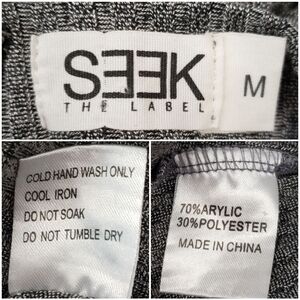 SEEK
THE LABEL
M
COLD HAND WASH ONLY
COOL IRON
DO NOT SOAK
DO NOT TUMBLE DRY
70%ARYLIC
30%POLYESTER
MADE IN CHINA